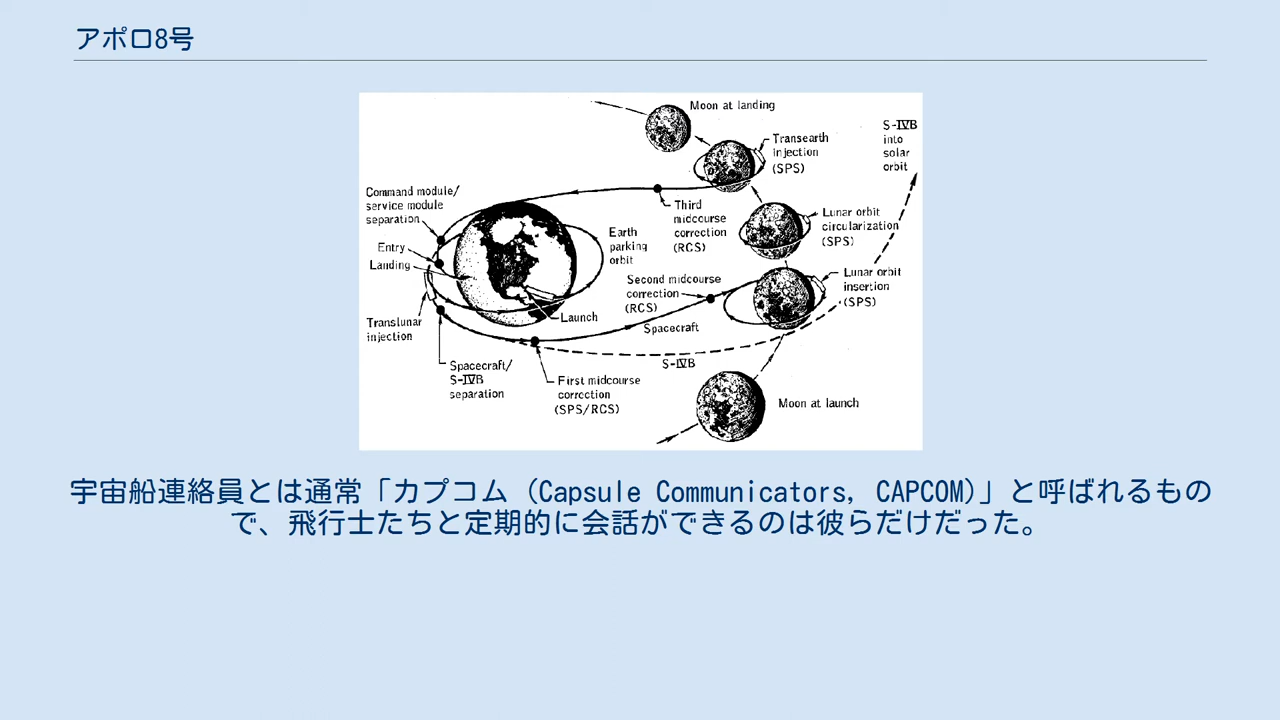 アポロ8号
Moon at landing
S-IVB
into
solar
orbit
Transearth
injection
(SPS)
Command module/
service module
separation
Third
midcourse
correction
(RCS)
Lunar orbit
circularization
(SPS)
Earth
parking
orbit
Entry
Landing
Second midcourse
correction
(RCS)
Lunar orbit
insertion
(SPS)
Launch
Spacecraft
Translunar
injection
S-IVB
Spacecraft/
S-IVB
separation
First midcourse
correction
(SPS/RCS)
Moon at launch
宇宙船連絡員とは通常「カプコム (Capsule Communicators, CAPCOM)」と呼ばれるもの
で、飛行士たちと定期的に会話ができるのは彼らだけだった。